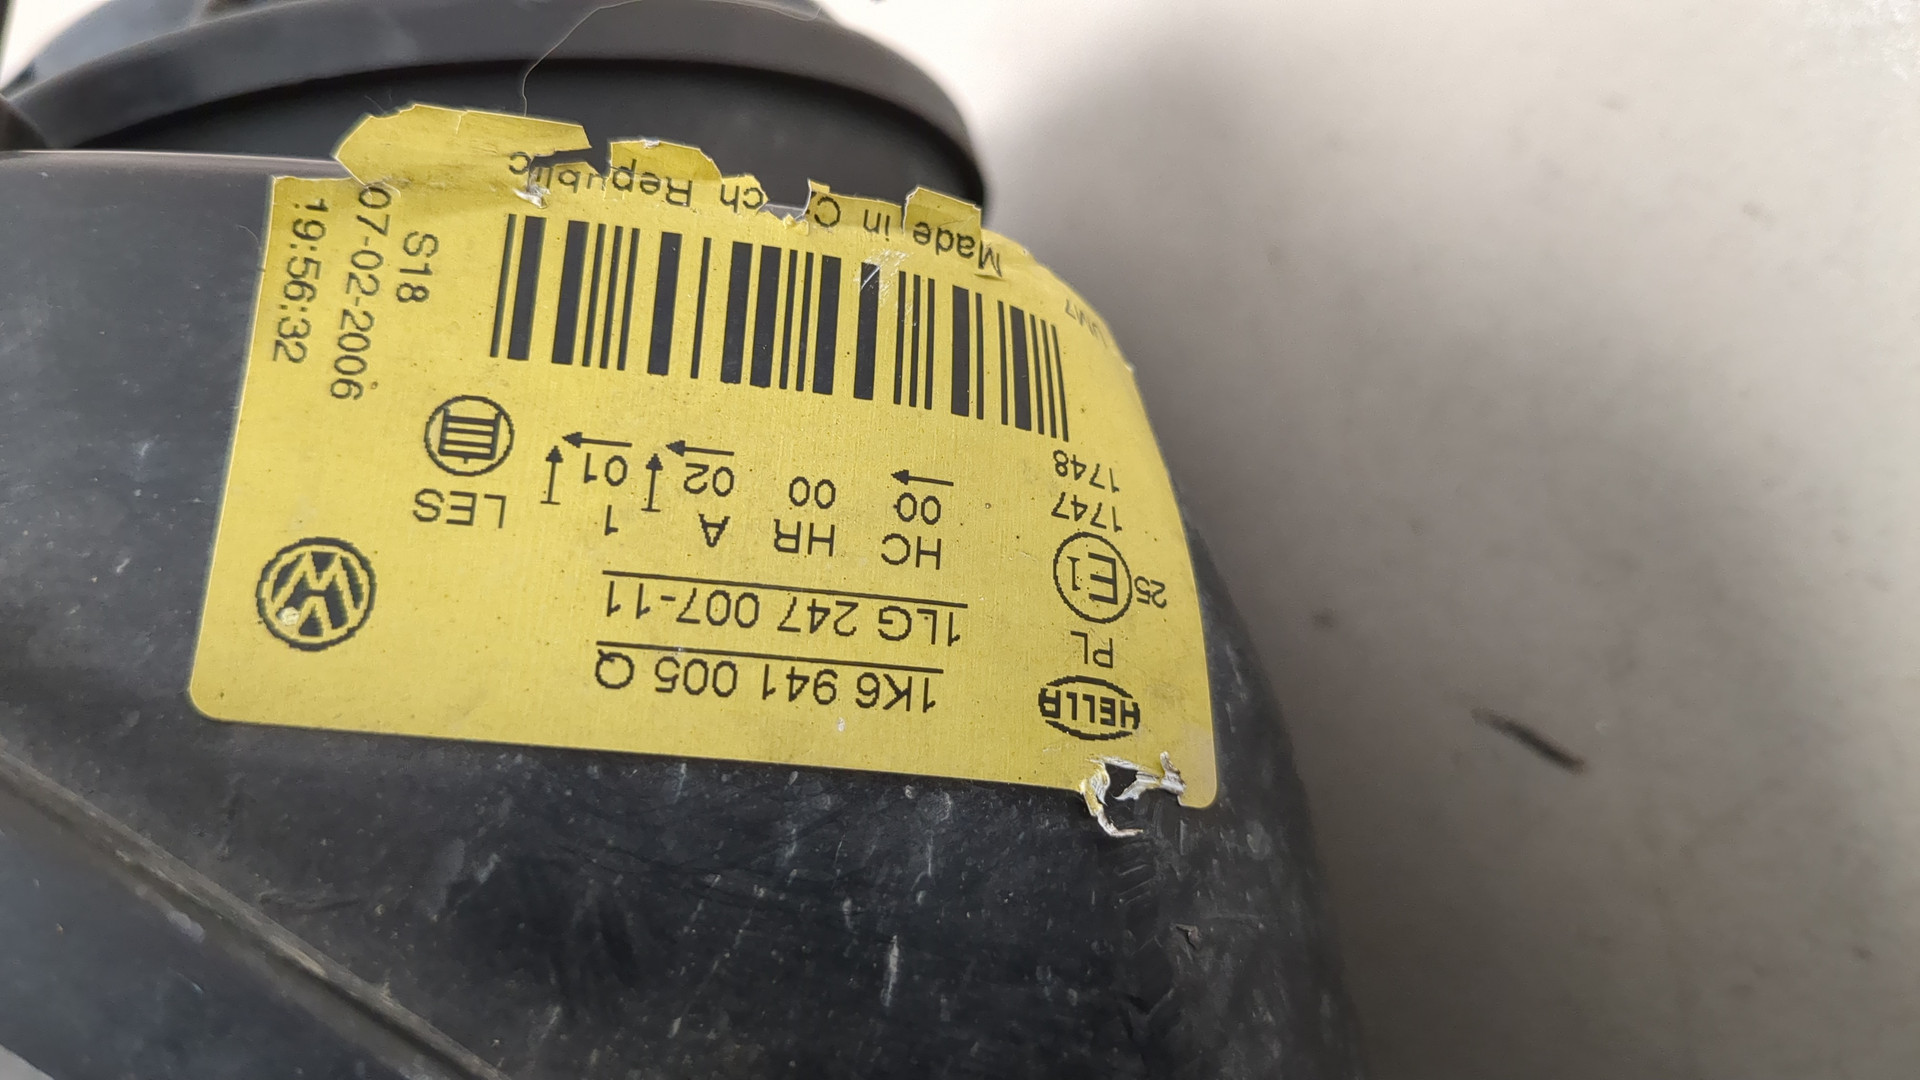 HELLA
PL
25 E1
1747
1748
1K6 941 005 Q
1LG 247 007-11
HC HR A 1 LES
00 00 02 01
Made in C ch Republic
S18
07-02-2006
19:56:32